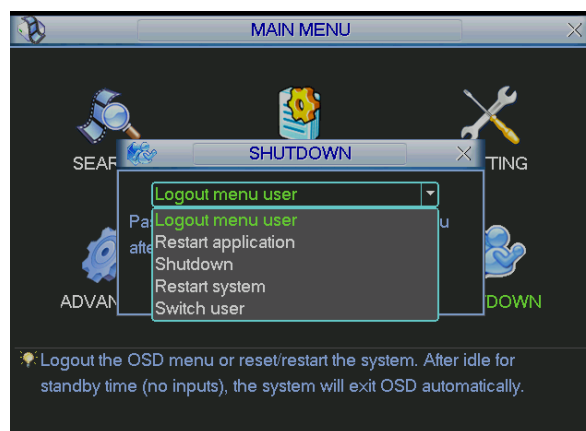 MAIN MENU
SEAR
TING
SHUTDOWN
Logout menu user
Pa
u
Logout menu user
afte
Restart application
Shutdown
Restart system
Switch user
ADVAN
DOWN
Logout the OSD menu or reset/restart the system. After idle for
standby time (no inputs), the system will exit OSD automatically.